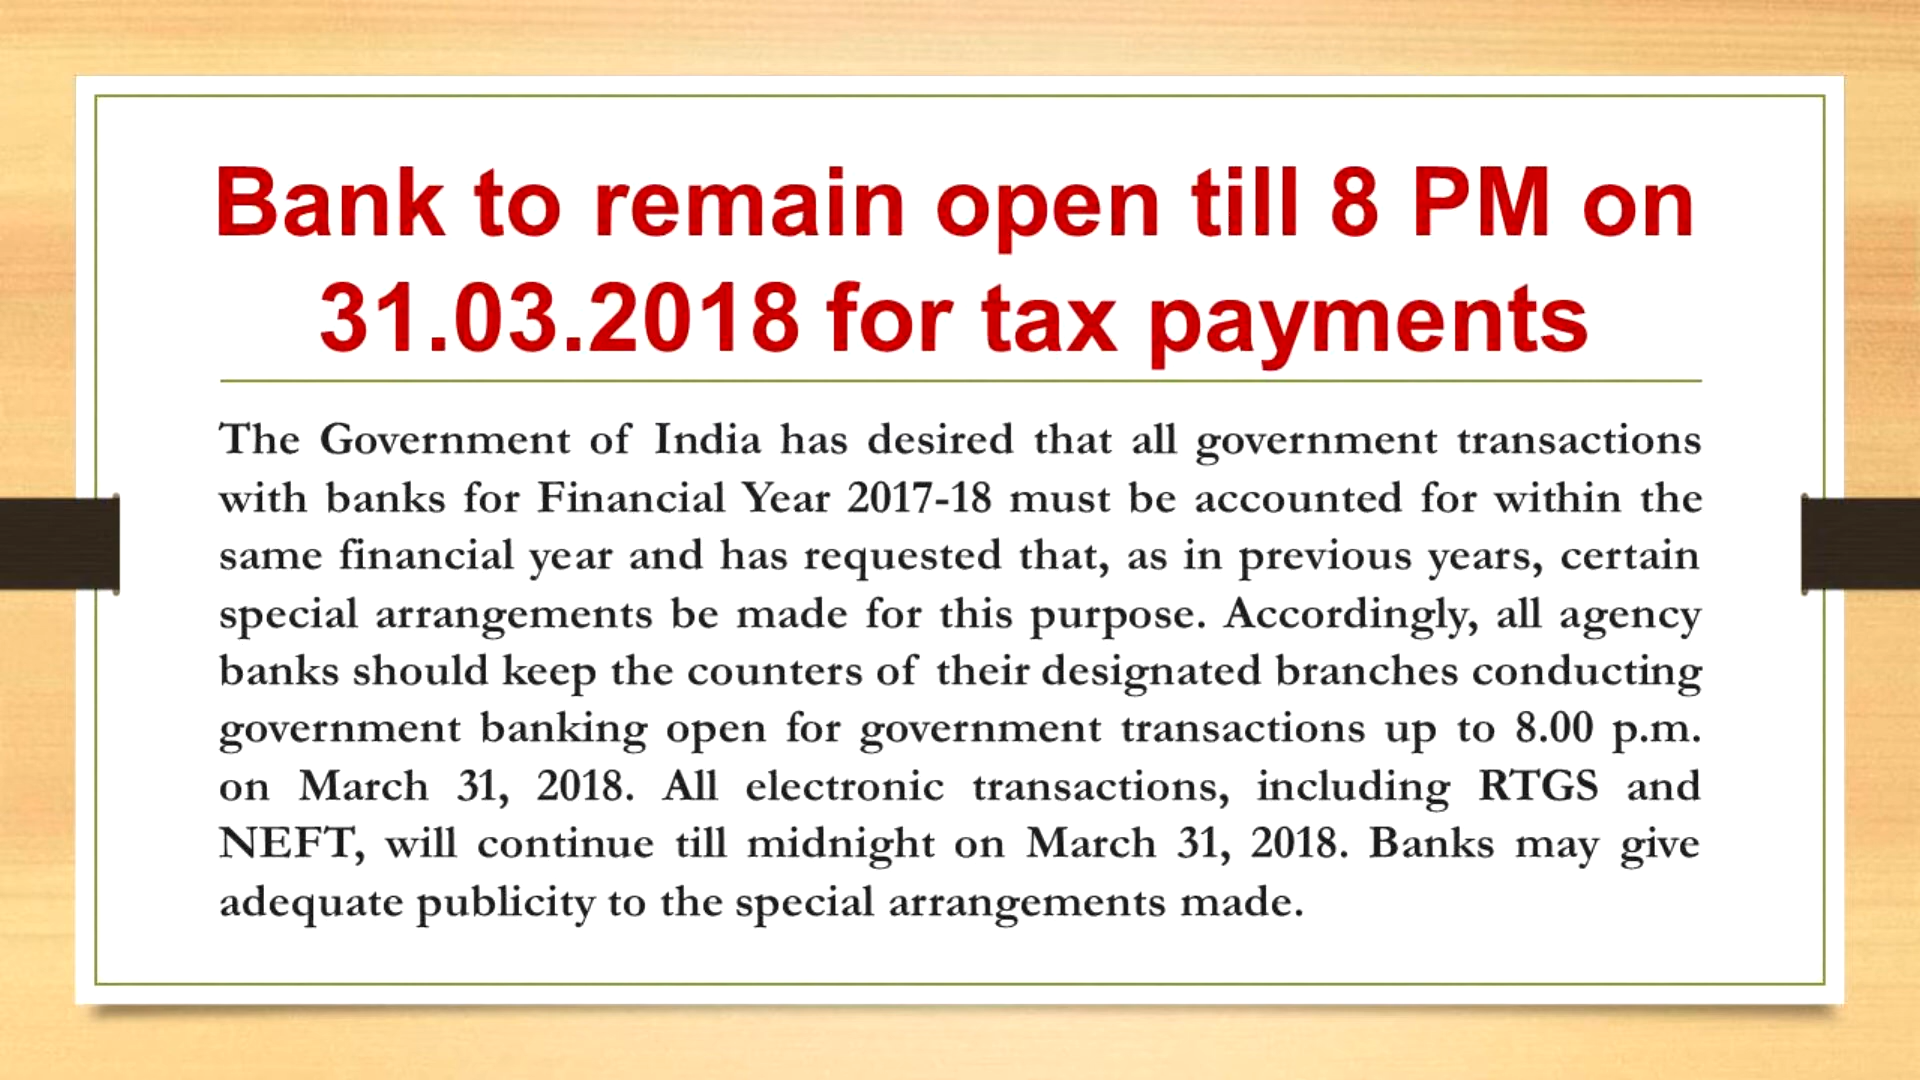 Bank to remain open till 8 PM on
31.03.2018 for tax payments
The Government of India has desired that all government transactions
with banks for Financial Year 2017-18 must be accounted for within the
same financial year and has requested that, as in previous years, certain
special arrangements be made for this purpose. Accordingly, all agency
banks should keep the counters of their designated branches conducting
government banking open for government transactions up to 8.00 p.m.
on March 31, 2018. All electronic transactions, including RTGS and
NEFT, will continue till midnight on March 31, 2018. Banks may give
adequate publicity to the special arrangements made.